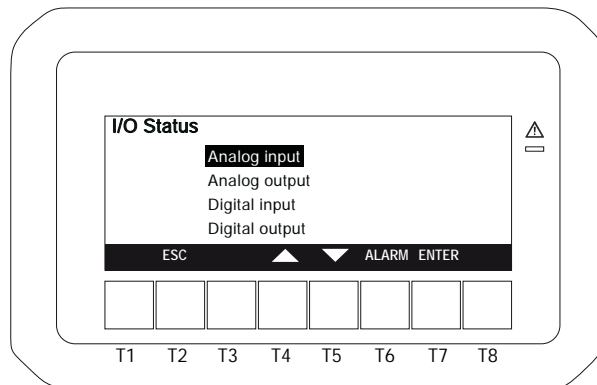 I/O Status
Analog input
Analog output
Digital input
Digital output
ESC ALARM ENTER
T1 T2 T3 T4 T5 T6 T7 T8